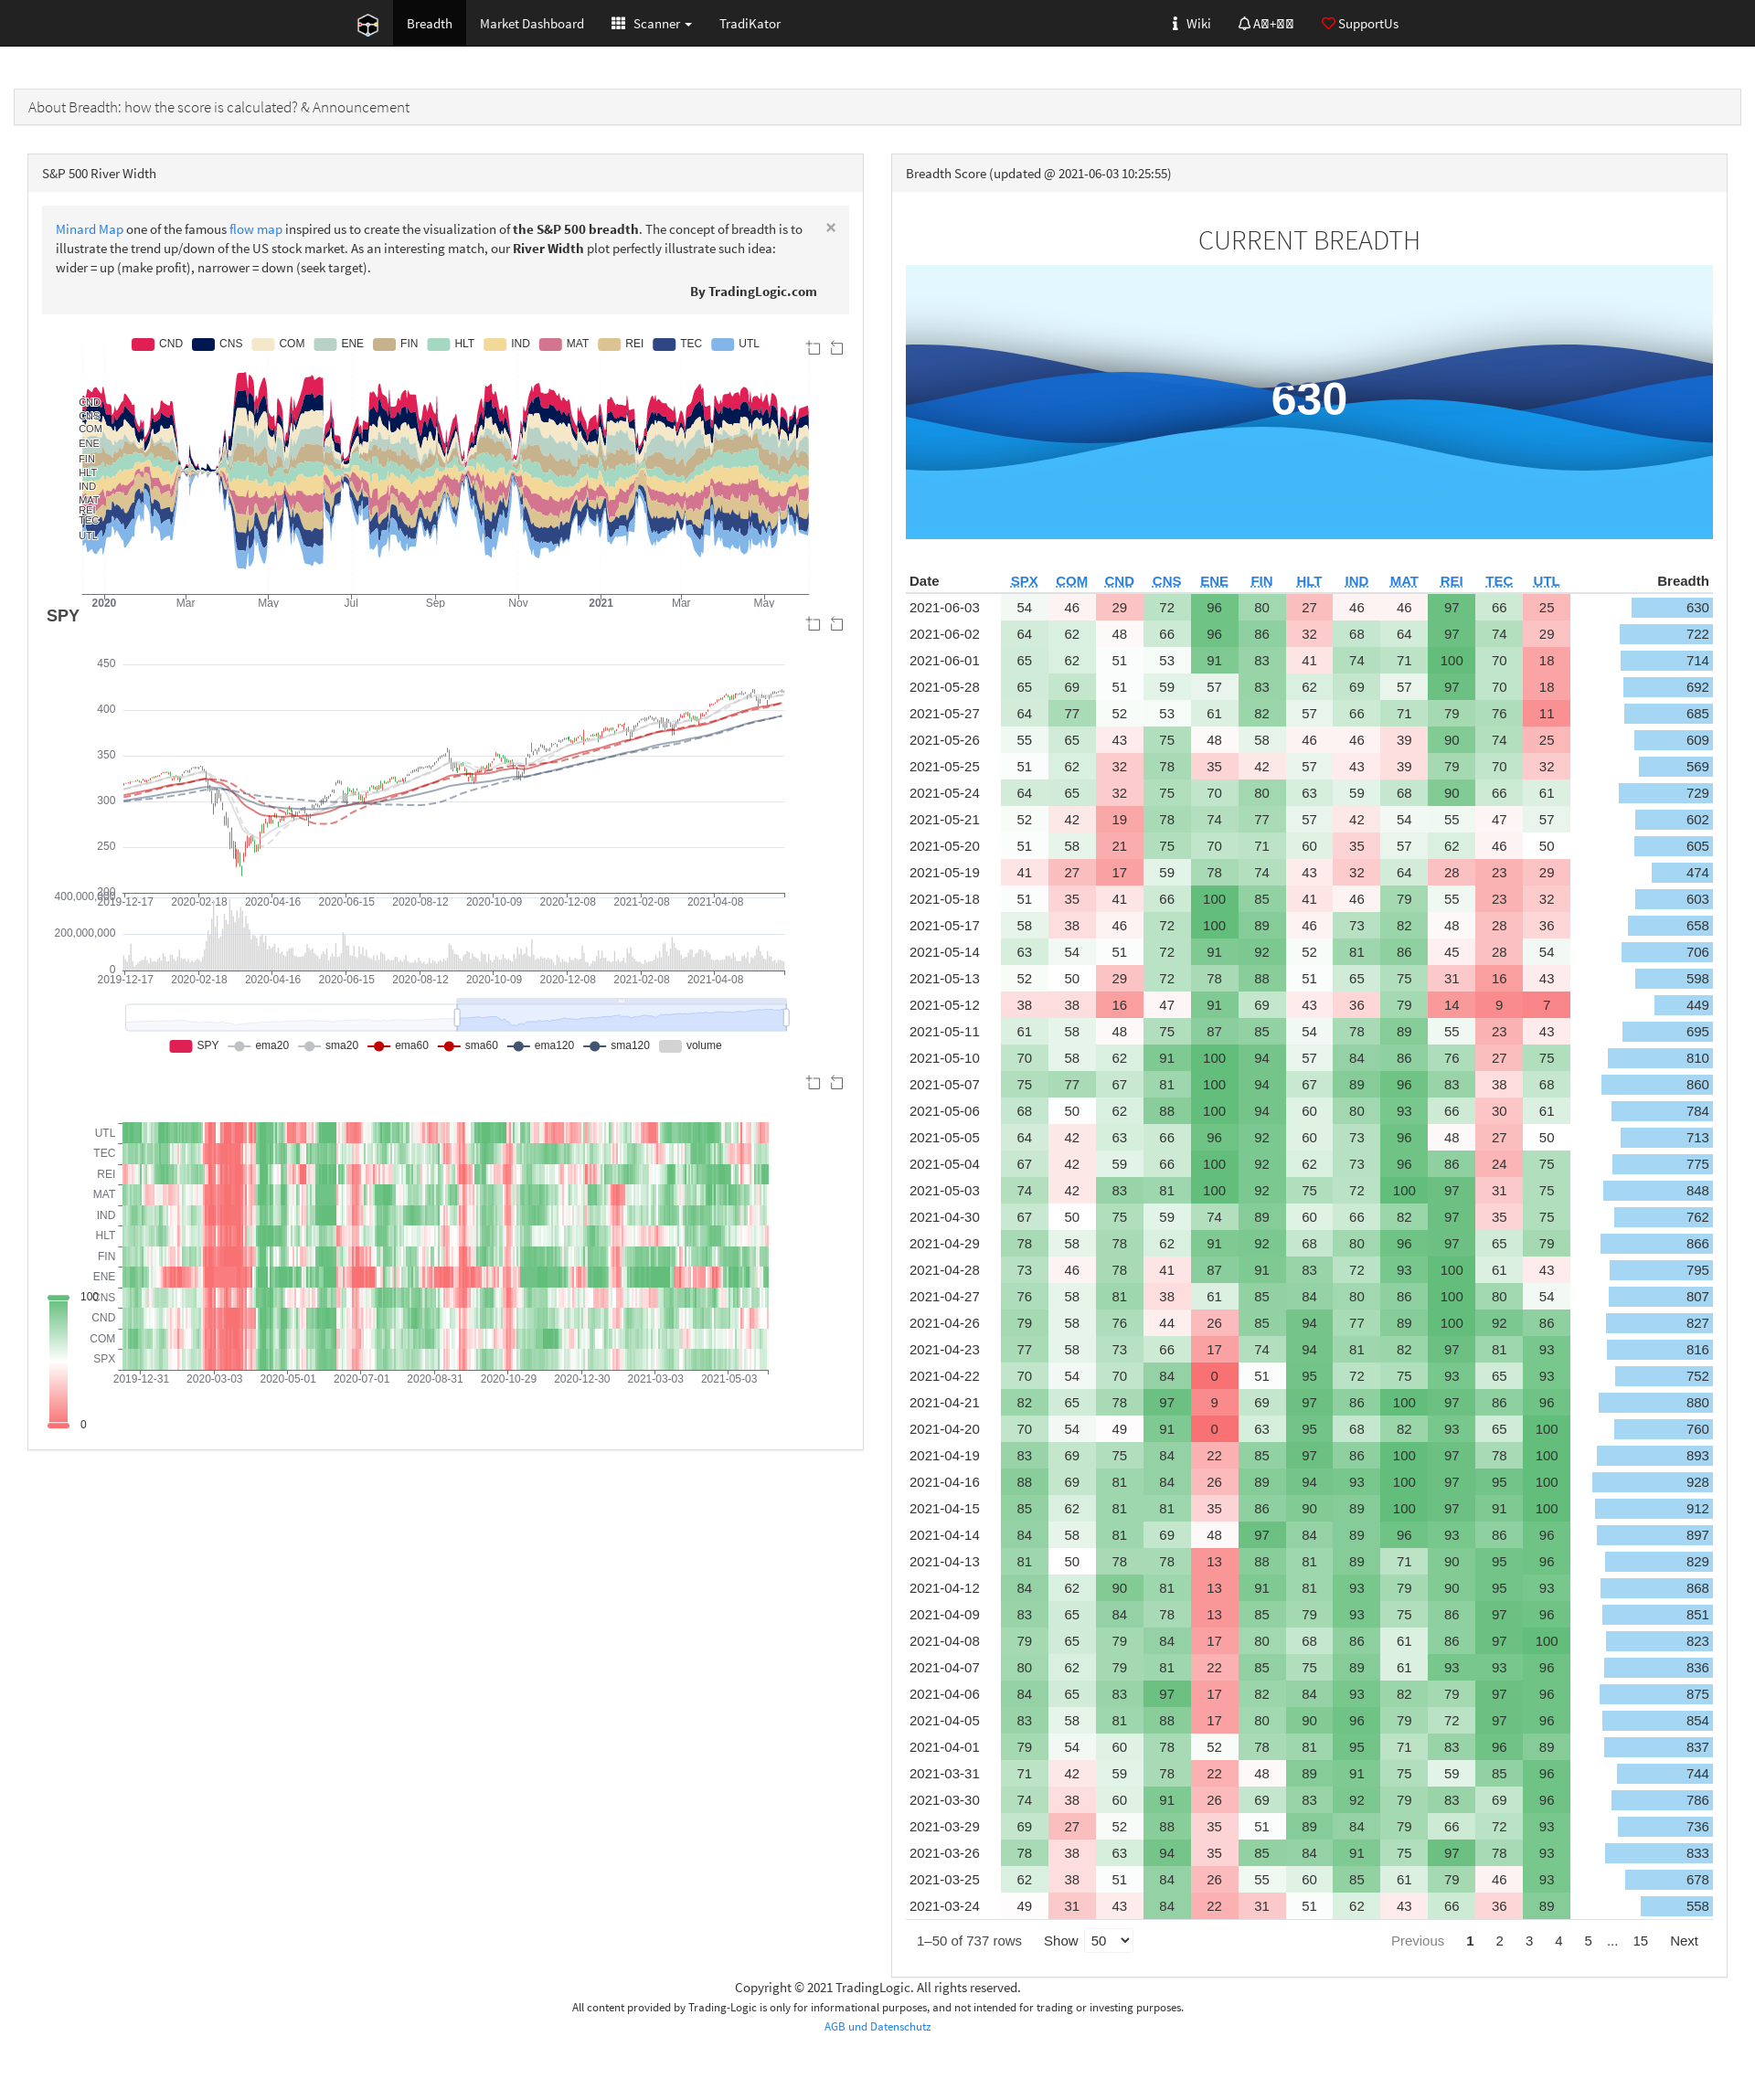 Breadth Market Dashboard Scanner TradiKator Wiki SupportUs
About Breadth: how the score is calculated? & Announcement
S&P 500 River Width
Minard Map one of the famous flow map inspired us to create the visualization of the S&P 500 breadth. The concept of breadth is to
illustrate the trend up/down of the US stock market. As an interesting match, our River Width plot perfectly illustrate such idea:
wider = up (make profit), narrower = down (seek target).
×
By TradingLogic.com
CND CNS COM ENE FIN HLT IND MAT REI TEC UTL
CND
CNS
COM
ENE
FIN
HLT
IND
MAT
REI
TEC
UTL
2020 Mar May Jul Sep Nov 2021 Mar May
SPY
450
400
350
300
250
200
2019-12-17 2020-02-18 2020-04-16 2020-06-15 2020-08-12 2020-10-09 2020-12-08 2021-02-08 2021-04-08
400,000,000
200,000,000
0
2019-12-17 2020-02-18 2020-04-16 2020-06-15 2020-08-12 2020-10-09 2020-12-08 2021-02-08 2021-04-08
SPY ema20 sma20 ema60 sma60 ema120 sma120 volume
UTL
TEC
REI
MAT
IND
HLT
FIN
ENE
CNS
CND
COM
SPX
100
0
2019-12-31 2020-03-03 2020-05-01 2020-07-01 2020-08-31 2020-10-29 2020-12-30 2021-03-03 2021-05-03
Breadth Score (updated @ 2021-06-03 10:25:55)
CURRENT BREADTH
630
Date SPX COM CND CNS ENE FIN HLT IND MAT REI TEC UTL Breadth
2021-06-03 54 46 29 72 96 80 27 46 46 97 66 25 630
2021-06-02 64 62 48 66 96 86 32 68 64 97 74 29 722
2021-06-01 65 62 51 53 91 83 41 74 71 100 70 18 714
2021-05-28 65 69 51 59 57 83 62 69 57 97 70 18 692
2021-05-27 64 77 52 53 61 82 57 66 71 79 76 11 685
2021-05-26 55 65 43 75 48 58 46 46 39 90 74 25 609
2021-05-25 51 62 32 78 35 42 57 43 39 79 70 32 569
2021-05-24 64 65 32 75 70 80 63 59 68 90 66 61 729
2021-05-21 52 42 19 78 74 77 57 42 54 55 47 57 602
2021-05-20 51 58 21 75 70 71 60 35 57 62 46 50 605
2021-05-19 41 27 17 59 78 74 43 32 64 28 23 29 474
2021-05-18 51 35 41 66 100 85 41 46 79 55 23 32 603
2021-05-17 58 38 46 72 100 89 46 73 82 48 28 36 658
2021-05-14 63 54 51 72 91 92 52 81 86 45 28 54 706
2021-05-13 52 50 29 72 78 88 51 65 75 31 16 43 598
2021-05-12 38 38 16 47 91 69 43 36 79 14 9 7 449
2021-05-11 61 58 48 75 87 85 54 78 89 55 23 43 695
2021-05-10 70 58 62 91 100 94 57 84 86 76 27 75 810
2021-05-07 75 77 67 81 100 94 67 89 96 83 38 68 860
2021-05-06 68 50 62 88 100 94 60 80 93 66 30 61 784
2021-05-05 64 42 63 66 96 92 60 73 96 48 27 50 713
2021-05-04 67 42 59 66 100 92 62 73 96 86 24 75 775
2021-05-03 74 42 83 81 100 92 75 72 100 97 31 75 848
2021-04-30 67 50 75 59 74 89 60 66 82 97 35 75 762
2021-04-29 78 58 78 62 91 92 68 80 96 97 65 79 866
2021-04-28 73 46 78 41 87 91 83 72 93 100 61 43 795
2021-04-27 76 58 81 38 61 85 84 80 86 100 80 54 807
2021-04-26 79 58 76 44 26 85 94 77 89 100 92 86 827
2021-04-23 77 58 73 66 17 74 94 81 82 97 81 93 816
2021-04-22 70 54 70 84 0 51 95 72 75 93 65 93 752
2021-04-21 82 65 78 97 9 69 97 86 100 97 86 96 880
2021-04-20 70 54 49 91 0 63 95 68 82 93 65 100 760
2021-04-19 83 69 75 84 22 85 97 86 100 97 78 100 893
2021-04-16 88 69 81 84 26 89 94 93 100 97 95 100 928
2021-04-15 85 62 81 81 35 86 90 89 100 97 91 100 912
2021-04-14 84 58 81 69 48 97 84 89 96 93 86 96 897
2021-04-13 81 50 78 78 13 88 81 89 71 90 95 96 829
2021-04-12 84 62 90 81 13 91 81 93 79 90 95 93 868
2021-04-09 83 65 84 78 13 85 79 93 75 86 97 96 851
2021-04-08 79 65 79 84 17 80 68 86 61 86 97 100 823
2021-04-07 80 62 79 81 22 85 75 89 61 93 93 96 836
2021-04-06 84 65 83 97 17 82 84 93 82 79 97 96 875
2021-04-05 83 58 81 88 17 80 90 96 79 72 97 96 854
2021-04-01 79 54 60 78 52 78 81 95 71 83 96 89 837
2021-03-31 71 42 59 78 22 48 89 91 75 59 85 96 744
2021-03-30 74 38 60 91 26 69 83 92 79 83 69 96 786
2021-03-29 69 27 52 88 35 51 89 84 79 66 72 93 736
2021-03-26 78 38 63 94 35 85 84 91 75 97 78 93 833
2021-03-25 62 38 51 84 26 55 60 85 61 79 46 93 678
2021-03-24 49 31 43 84 22 31 51 62 43 66 36 89 558
1–50 of 737 rows Show 50 Previous 1 2 3 4 5 ... 15 Next
Copyright © 2021 TradingLogic. All rights reserved.
All content provided by Trading-Logic is only for informational purposes, and not intended for trading or investing purposes.
AGB und Datenschutz